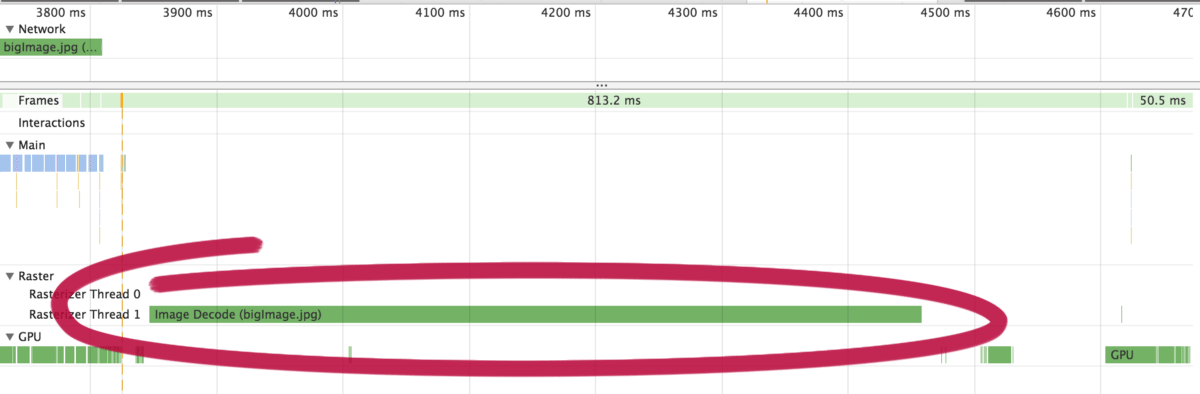 3800 ms 3900 ms 4000 ms 4100 ms 4200 ms 4300 ms 4400 ms 4500 ms 4600 ms 470
▼ Network
bigImage.jpg (...
...
Frames 813.2 ms 50.5 ms
Interactions
▼ Main
▼ Raster
Rasterizer Thread 0
Rasterizer Thread 1 Image Decode (bigImage.jpg)
▼ GPU
GPU